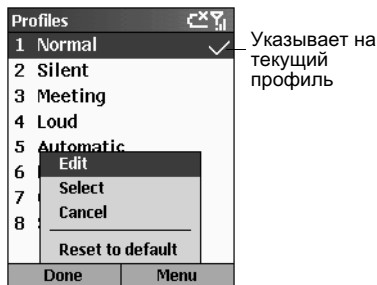 Profiles
1 Normal
Указывает на
текущий
профиль
2 Silent
3 Meeting
4 Loud
5 Automatic
6
7
8
Edit
Select
Cancel
Reset to default
Done Menu